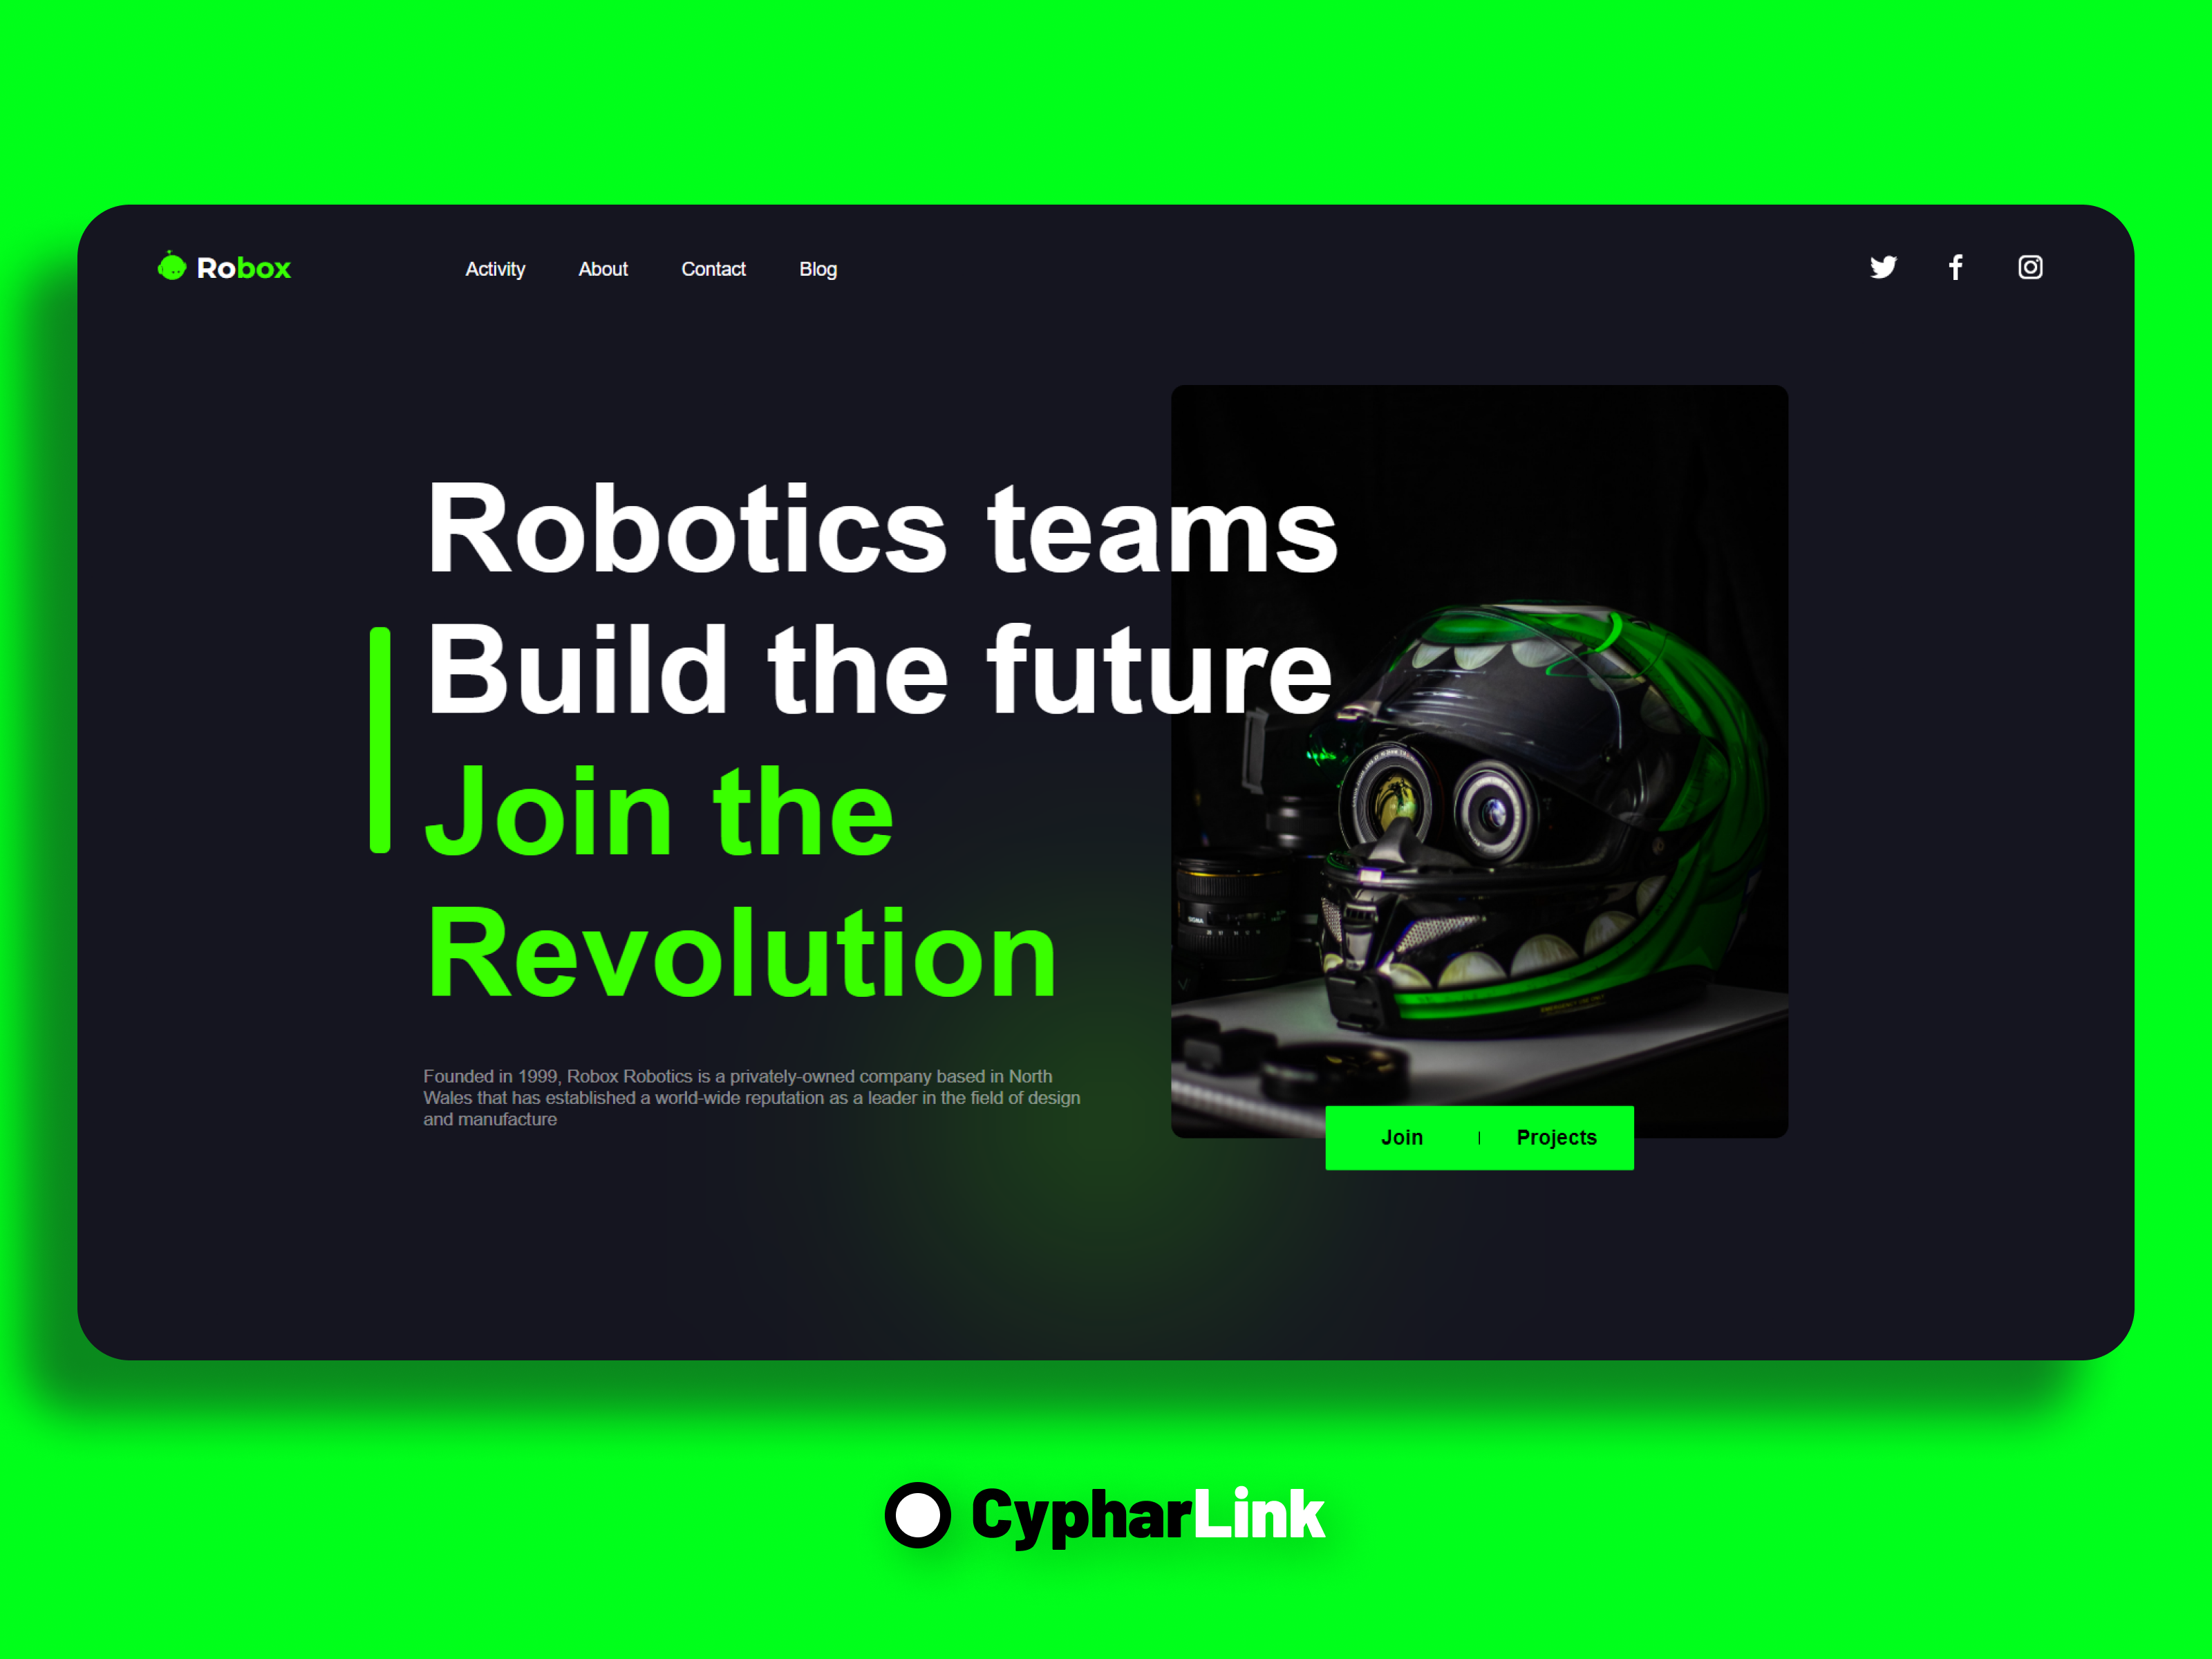 Robox
Activity
About
Contact
Blog
Robotics teams
Build the future
Join the
Revolution
Founded in 1999, Robox Robotics is a privately-owned company based in North
Wales that has established a world-wide reputation as a leader in the field of design
and manufacture
SIGMA
Join | Projects
CypharLink